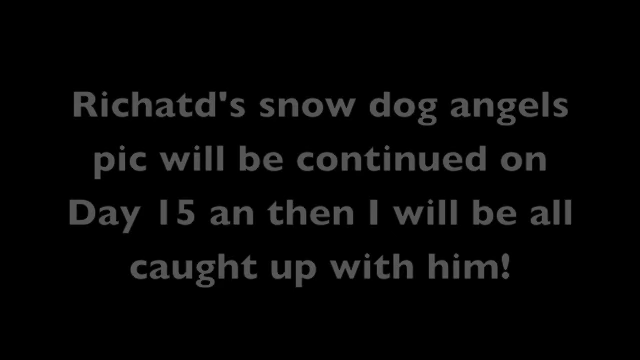 Richatd's snow dog angels
pic will be continued on
Day 15 an then I will be all
caught up with him!